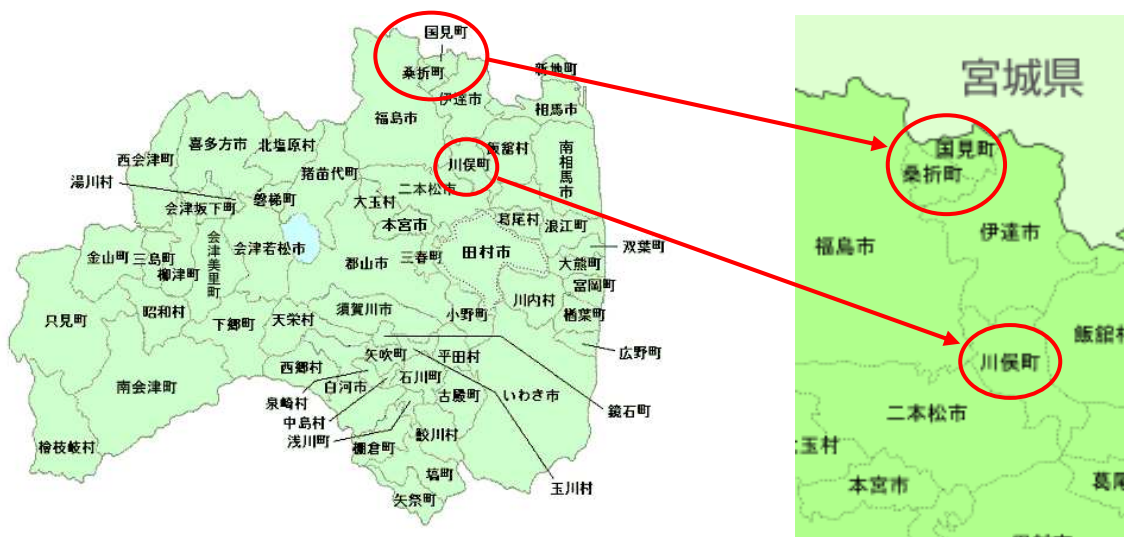 国見町
桑折町
新地町
伊達市
相馬市
福島市
喜多方市
北塩原村
飯舘村
南相馬市
西会津町
川俣町
猪苗代町
湯川村
二本松市
磐梯町
大玉村
会津坂下町
葛尾村
本宮市
浪江町
会津若松市
双葉町
会津美里町
田村市
金山町
三島町
郡山市
三春町
大熊町
柳津町
富岡町
川内村
昭和村
須賀川市
楢葉町
只見町
下郷町
天栄村
小野町
矢吹町
平田村
広野町
西郷村
石川町
南会津町
白河市
古殿町
いわき市
泉崎村
鏡石町
中島村
浅川町
鮫川村
棚倉町
檜枝岐村
塙町
玉川村
矢祭町
宮城県
国見町
桑折町
伊達市
福島市
飯舘
川俣町
二本松市
玉村
本宮市
葛